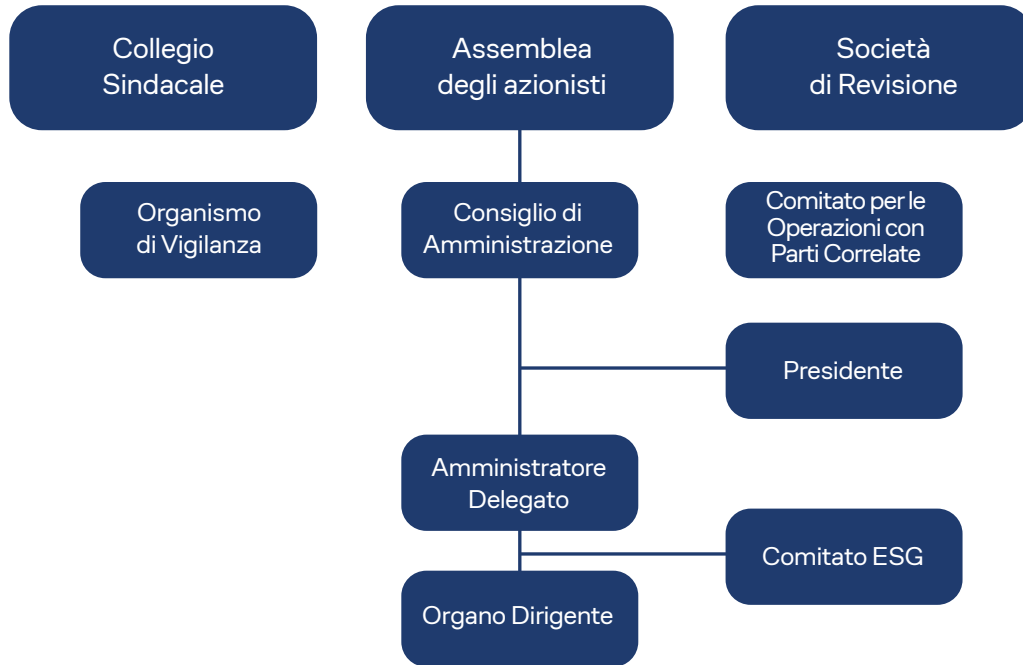 Collegio
Sindacale
Assemblea
degli azionisti
Società
di Revisione
Organismo
di Vigilanza
Consiglio di
Amministrazione
Comitato per le
Operazioni con
Parti Correlate
Presidente
Amministratore
Delegato
Comitato ESG
Organo Dirigente